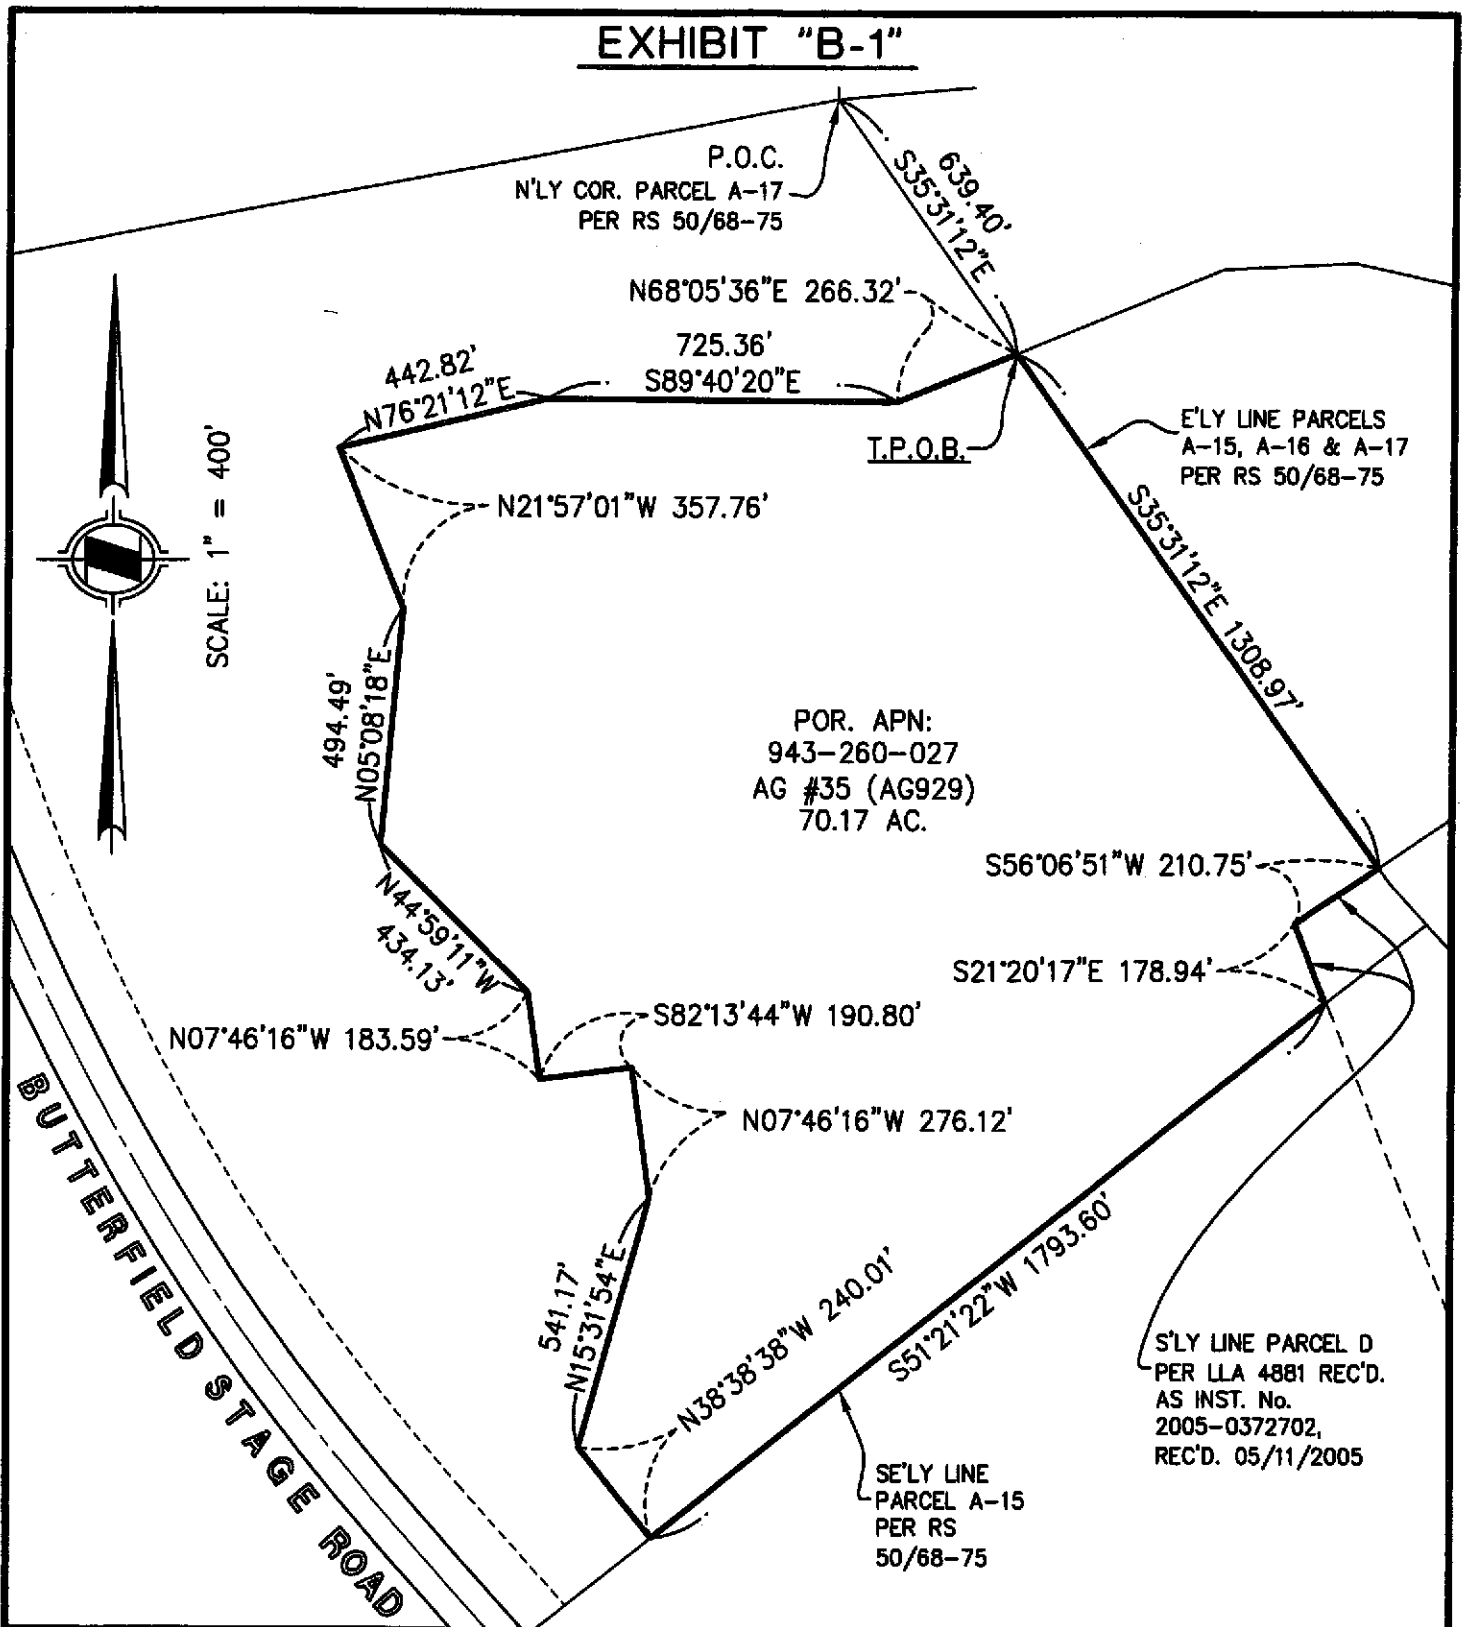 EXHIBIT "B-1"
P.O.C.
N'LY COR. PARCEL A-17
PER RS 50/68-75
639.40'
S35°31'12"E
N68°05'36"E 266.32'
725.36'
S89°40'20"E
442.82'
N76°21'12"E
T.P.O.B.
E'LY LINE PARCELS
A-15, A-16 & A-17
PER RS 50/68-75
SCALE: 1" = 400'
N21°57'01"W 357.76'
S35°31'12"E 1308.97'
494.49'
N05°08'18"E
POR. APN:
943-260-027
AG #35 (AG929)
70.17 AC.
S56°06'51"W 210.75'
N44°59'11"W
434.13'
S21°20'17"E 178.94'
S82°13'44"W 190.80'
N07°46'16"W 183.59'
N07°46'16"W 276.12'
BUTTERFIELD STAGE ROAD
541.17'
N15°31'54"E
N38°38'38"W 240.01'
S51°21'22"W 1793.60'
S'LY LINE PARCEL D
PER LLA 4881 REC'D.
AS INST. No.
2005-0372702,
REC'D. 05/11/2005
SE'LY LINE
PARCEL A-15
PER RS
50/68-75